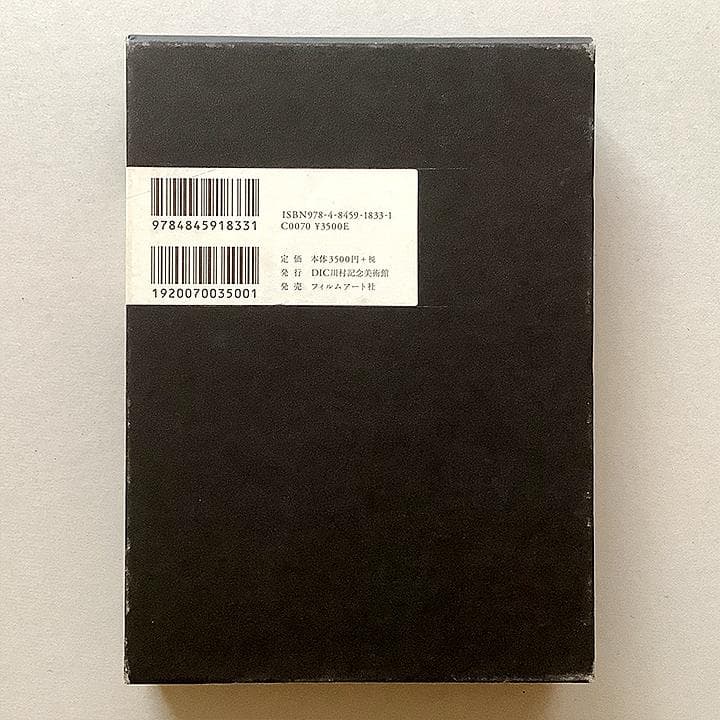 9784845918331
ISBN978-4-8459-1833-1
C0070 ¥3500E
1920070035001
定価 本体3500円+税
発行 DIC川村記念美術館
発売 フィルムアート社